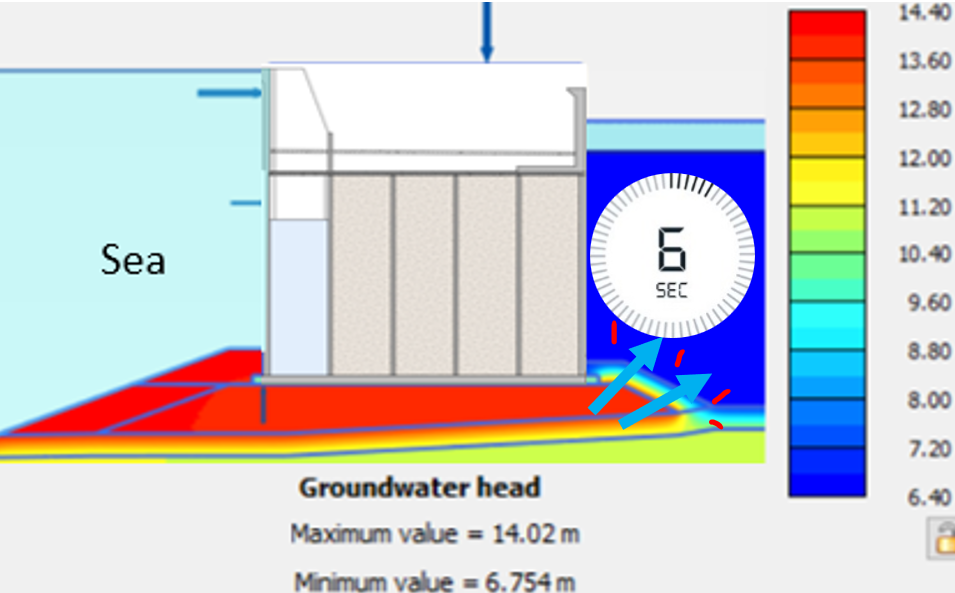 14.40
13.60
12.80
12.00
11.20
10.40
9.60
8.80
8.00
7.20
6.40
6
SEC
Sea
Groundwater head
Maximum value = 14.02 m
Minimum value = 6.754 m